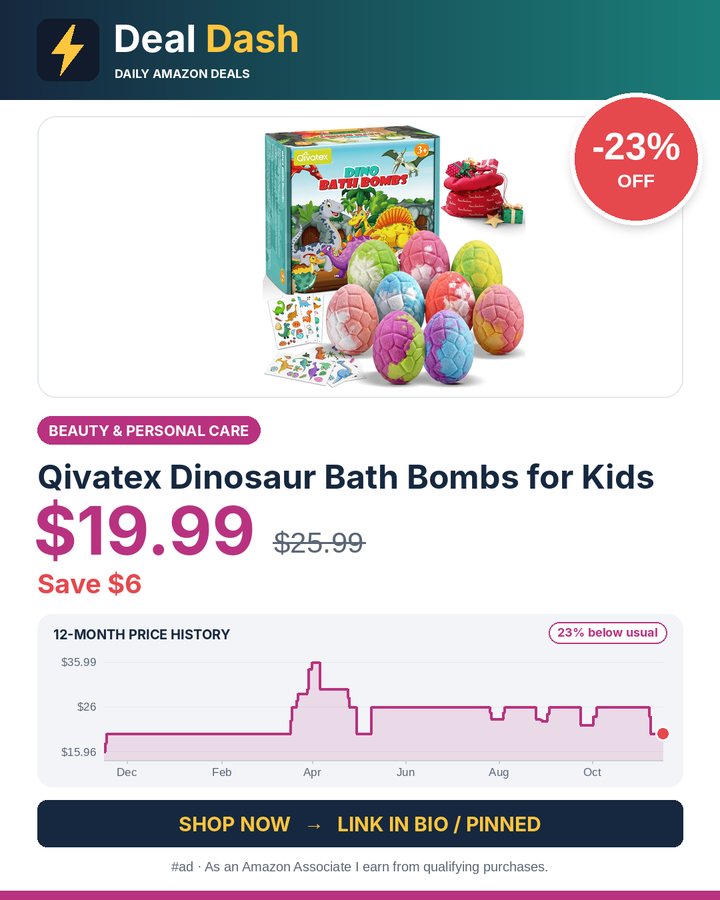 Deal Dash
DAILY AMAZON DEALS
-23%
OFF
Qivatex
3+
DINO
BATH BOMBS
BEAUTY & PERSONAL CARE
Qivatex Dinosaur Bath Bombs for Kids
$19.99 $25.99
Save $6
12-MONTH PRICE HISTORY
23% below usual
$35.99
$26
$15.96
Dec Feb Apr Jun Aug Oct
SHOP NOW → LINK IN BIO / PINNED
#ad · As an Amazon Associate I earn from qualifying purchases.